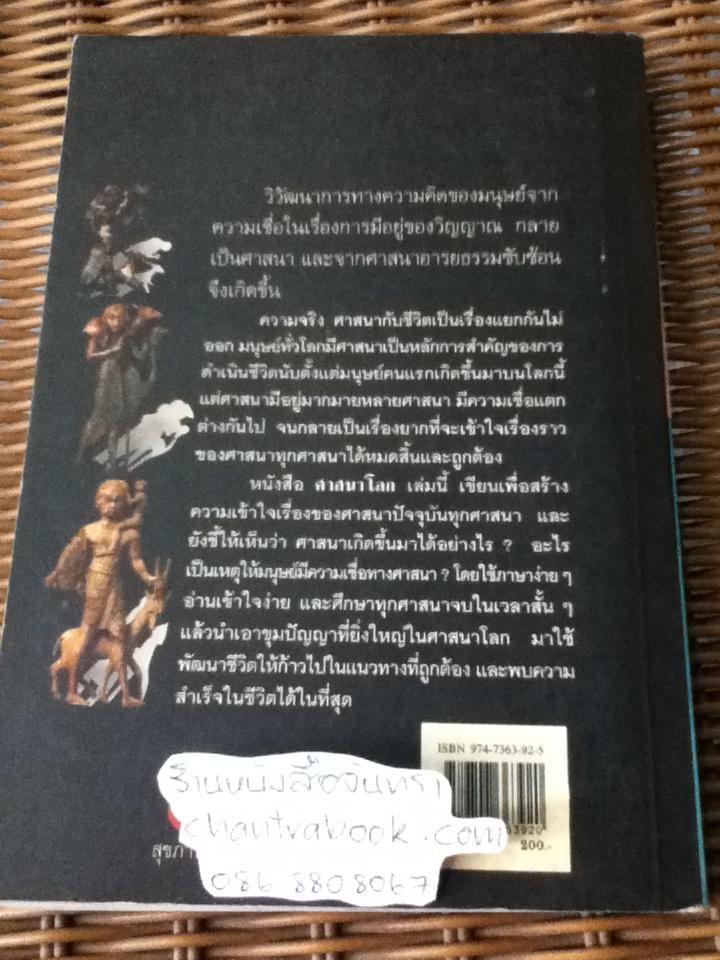 วิวัฒนาการทางความคิดของมนุษย์จาก
ความเชื่อในเรื่องการมีอยู่ของวิญญาณ กลาย
เป็นศาสนา และจากศาสนาอารยธรรมซับซ้อน
จึงเกิดขึ้น
ความจริง ศาสนากับชีวิตเป็นเรื่องแยกกันไม่
ออก มนุษย์ทั่วโลกมีศาสนาเป็นหลักการสำคัญของการ
ดำเนินชีวิตนับตั้งแต่มนุษย์คนแรกเกิดขึ้นมาบนโลกนี้
แต่ศาสนามีอยู่มากมายหลายศาสนา มีความเชื่อแตก
ต่างกันไป จนกลายเป็นเรื่องยากที่จะเข้าใจเรื่องราว
ของศาสนาทุกศาสนาได้หมดสิ้นและถูกต้อง
หนังสือ ศาสนาโลก เล่มนี้ เขียนเพื่อสร้าง
ความเข้าใจเรื่องของศาสนาปัจจุบันทุกศาสนา และ
ยังชี้ให้เห็นว่า ศาสนาเกิดขึ้นมาได้อย่างไร ? อะไร
เป็นเหตุให้มนุษย์มีความเชื่อทางศาสนา ? โดยใช้ภาษาง่าย ๆ
อ่านเข้าใจง่าย และศึกษาทุกศาสนาจบในเวลาสั้น ๆ
แล้วนำเอาขุมปัญญาที่ยิ่งใหญ่ในศาสนาโลก มาใช้
พัฒนาชีวิตให้ก้าวไปในแนวทางที่ถูกต้อง และพบความ
สำเร็จในชีวิตได้ในที่สุด
ISBN 974-7363-92-5
63920
200.-
ร้านหนังสือจันทรา
chantrabook.com
086 8808067